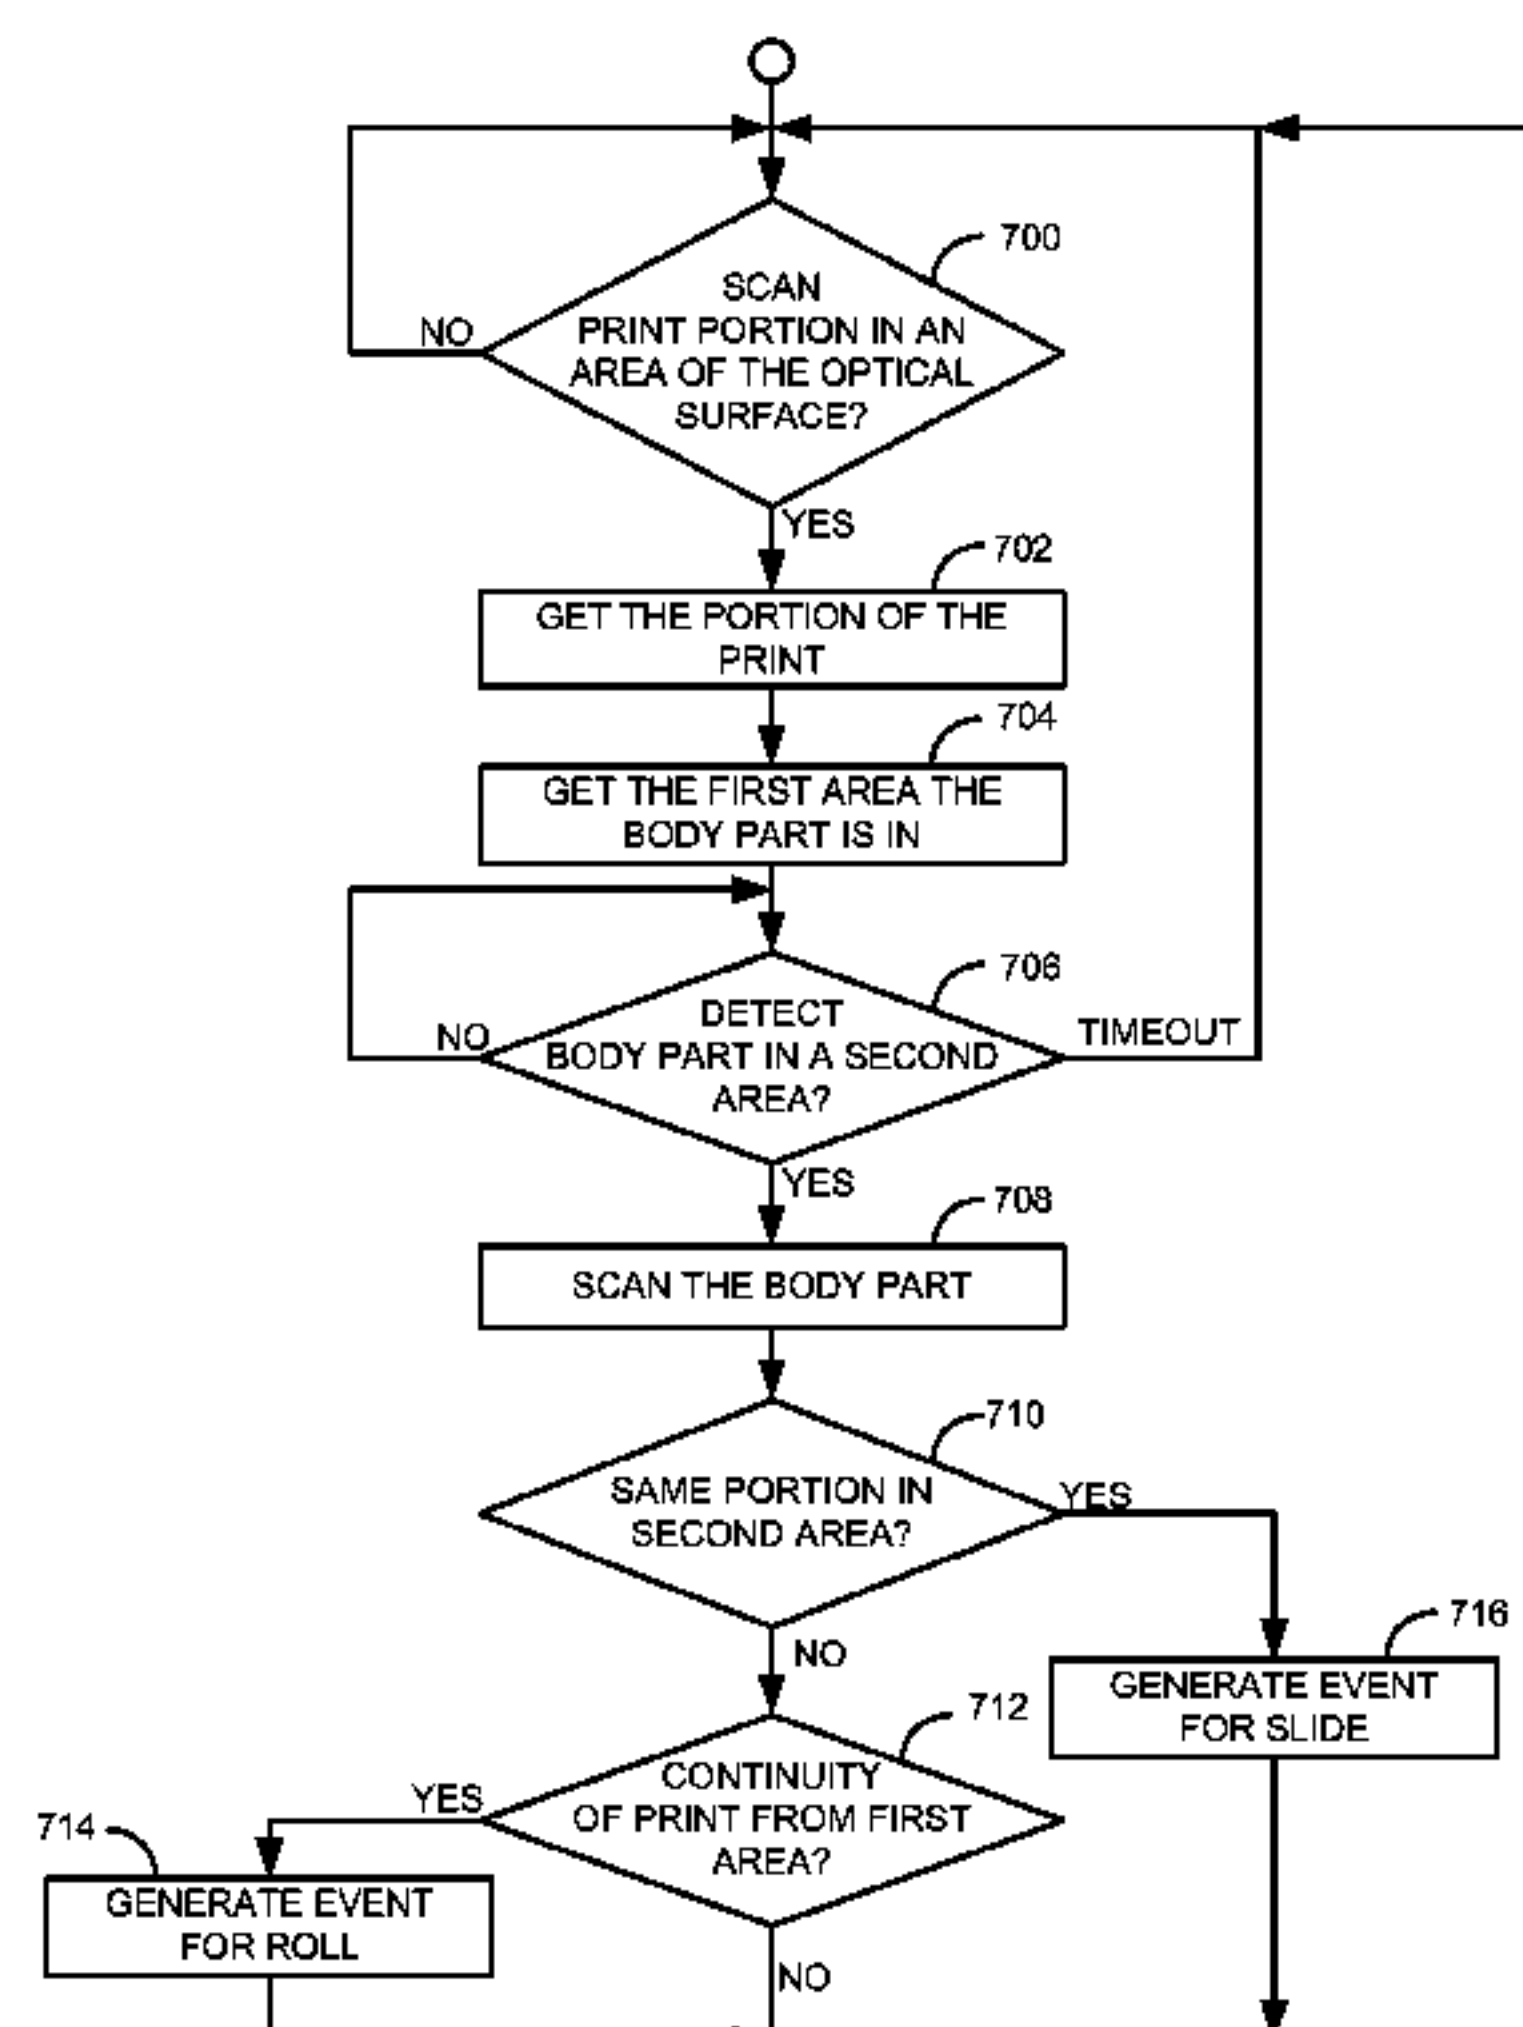 700
SCAN
PRINT PORTION IN AN
AREA OF THE OPTICAL
SURFACE?
NO
YES
702
GET THE PORTION OF THE
PRINT
704
GET THE FIRST AREA THE
BODY PART IS IN
706
DETECT
BODY PART IN A SECOND
AREA?
NO
TIMEOUT
YES
708
SCAN THE BODY PART
710
SAME PORTION IN
SECOND AREA?
YES
NO
716
GENERATE EVENT
FOR SLIDE
712
CONTINUITY
OF PRINT FROM FIRST
AREA?
YES
714
GENERATE EVENT
FOR ROLL
NO